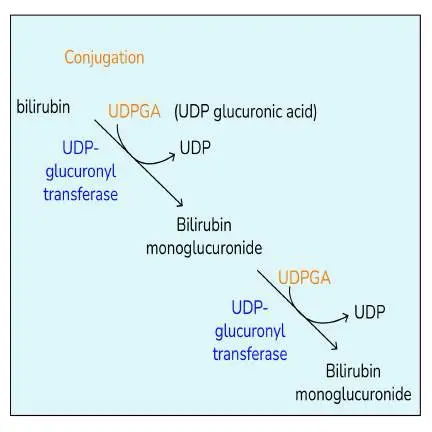 Conjugation
bilirubin
UDPGA (UDP glucuronic acid)
UDP-
glucuronyl
transferase
UDP
Bilirubin
monoglucuronide
UDPGA
UDP-
glucuronyl
transferase
UDP
Bilirubin
monoglucuronide